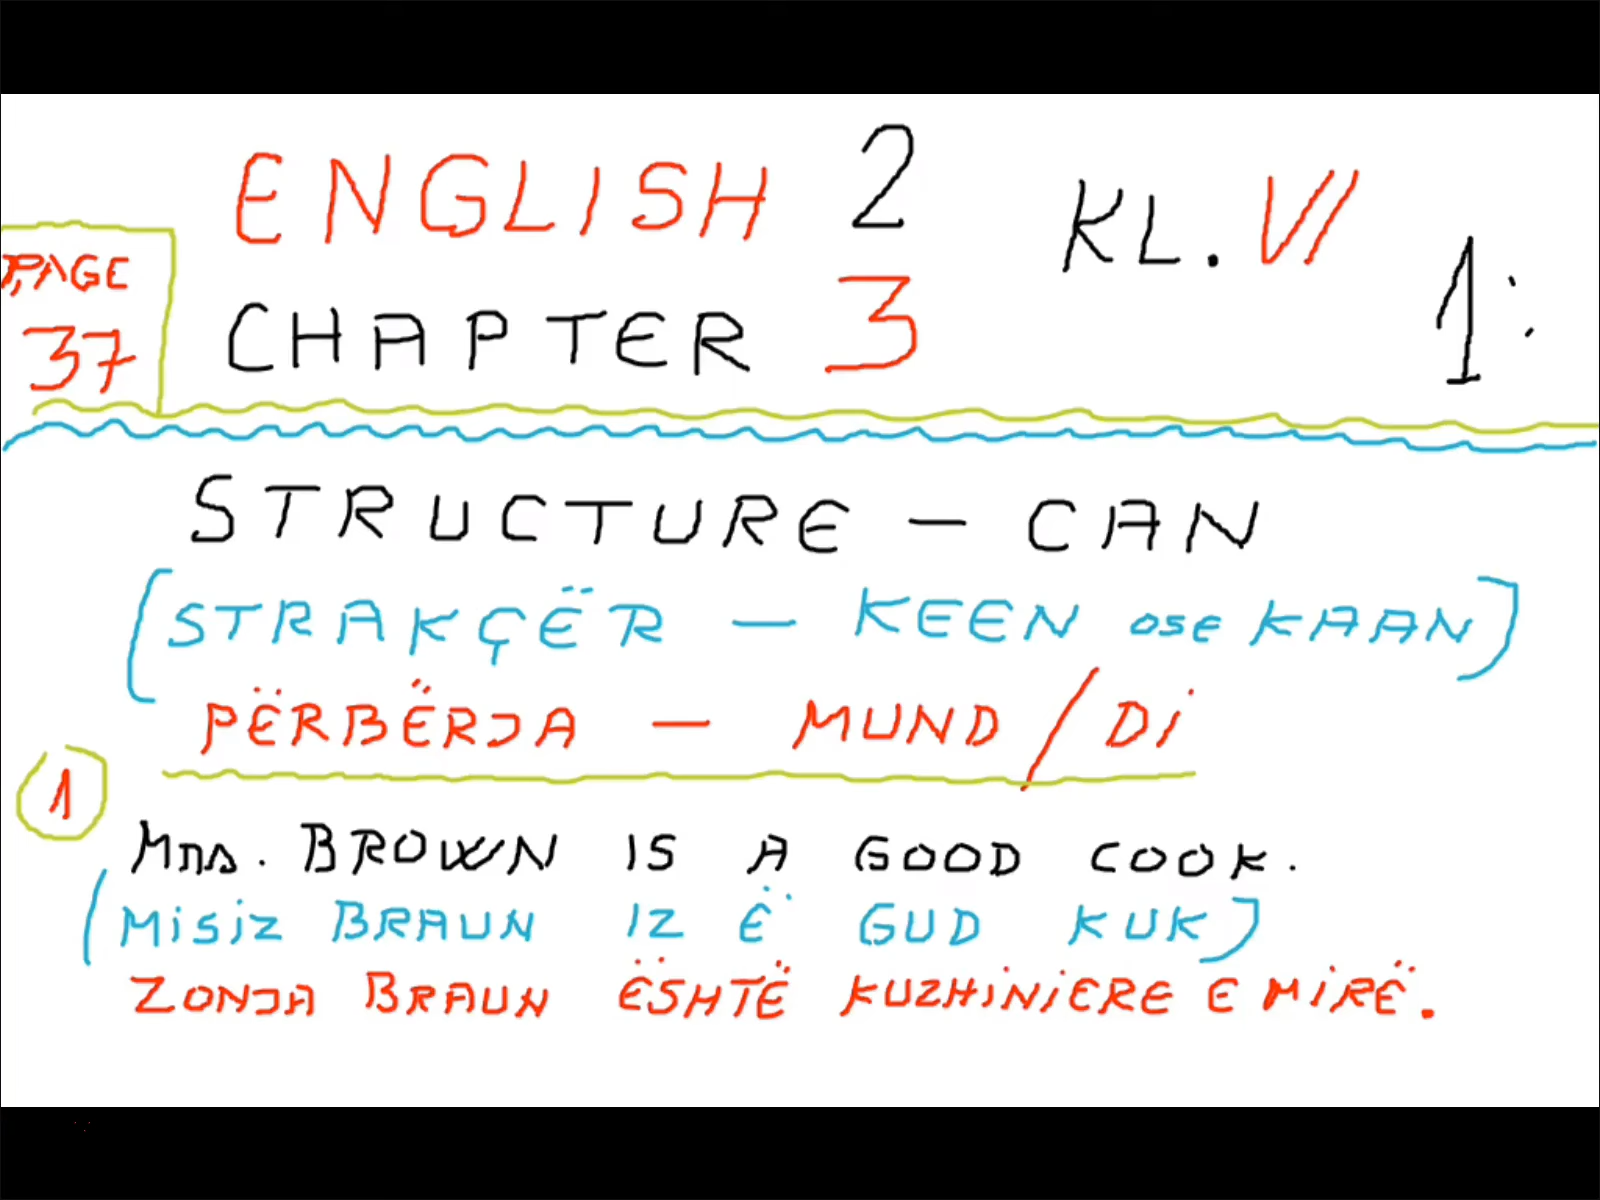 ENGLISH 2 KL. VI
PAGE
37
CHAPTER 3
1:
STRUCTURE — CAN
(STRAKÇËR — KEEN OSE KAAN)
PËRBËRJA — MUND/Di
1
Mrs. BROWN IS A GOOD COOK.
(MiSiZ BRAUN IZ Ë GUD KUK)
ZONJA BRAUN ËSHTË KUZHiNiERE E MiRË.